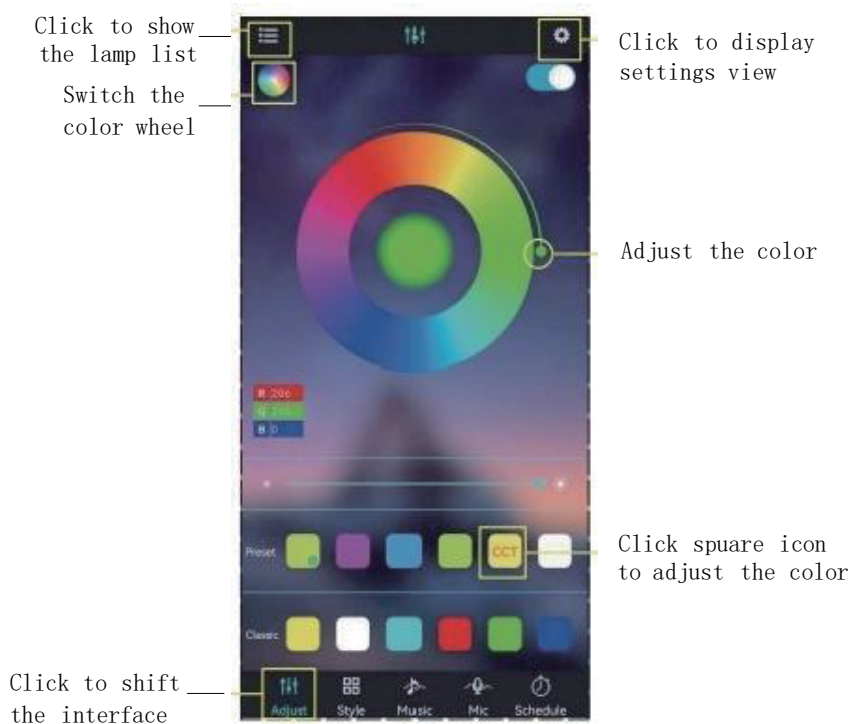 Click to show
the lamp list
Switch the
color wheel
Click to display
settings view
Adjust the color
R 206
G
B 0
Preset
CCT
Click spuare icon
to adjust the color
Classic
Click to shift
the interface
Adjust
Style
Music
Mic
Schedule